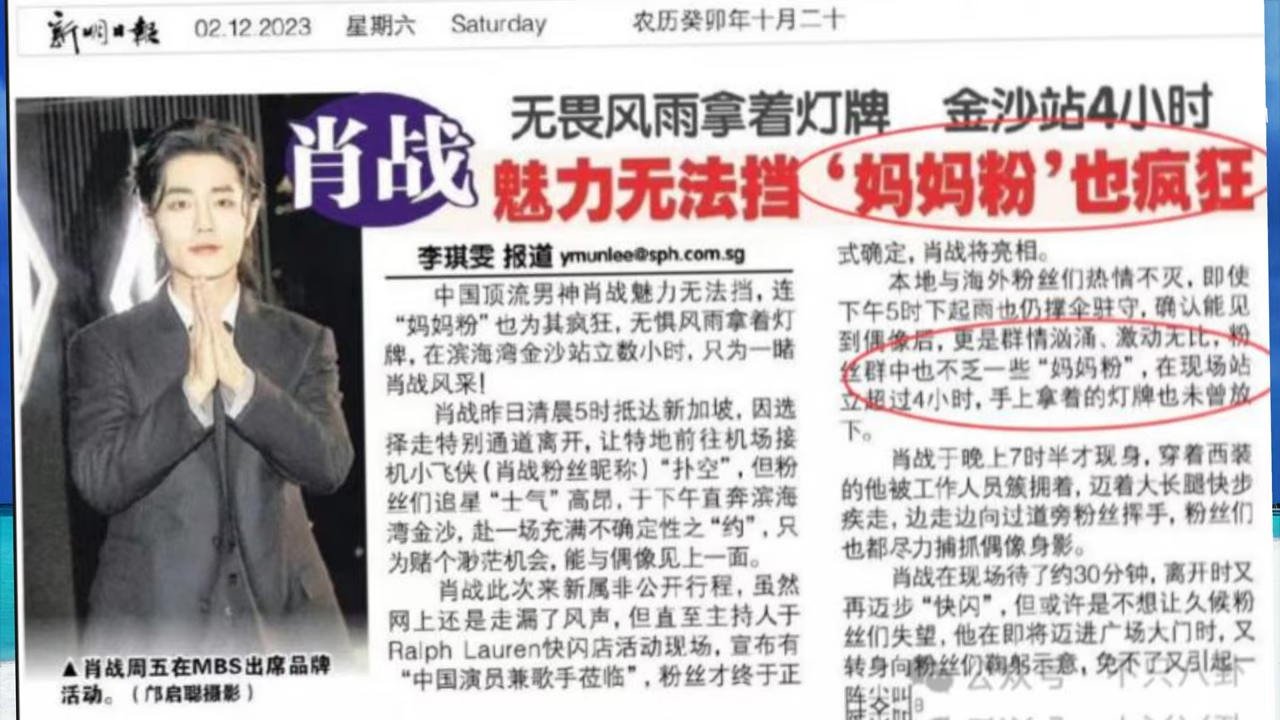 新明日報 02.12.2023 星期六 Saturday 农历癸卯年十月二十
肖战
无畏风雨拿着灯牌 金沙站4小时
魅力无法挡 ‘妈妈粉’也疯狂
李琪雯 报道 ymunlee@sph.com.sg
中国顶流男神肖战魅力无法挡，连
“妈妈粉”也为其疯狂，无惧风雨拿着灯
牌，在滨海湾金沙站立数小时，只为一睹
肖战风采！
肖战昨日清晨5时抵达新加坡，因选
择走特别通道离开，让特地前往机场接
机小飞侠（肖战粉丝昵称）“扑空”，但粉
丝们追星“士气”高昂，于下午直奔滨海
湾金沙，赴一场充满不确定性之“约”，只
为赌个渺茫机会，能与偶像见上一面。
肖战此次来新属非公开行程，虽然
网上还是走漏了风声，但直至主持人于
Ralph Lauren快闪店活动现场，宣布有
“中国演员兼歌手莅临”，粉丝才终于正
式确定，肖战将亮相。
本地与海外粉丝们热情不灭，即使
下午5时下起雨也仍撑伞驻守，确认能见
到偶像后，更是群情汹涌、激动无比，粉
丝群中也不乏一些“妈妈粉”，在现场站
立超过4小时，手上拿着的灯牌也未曾放
下。
肖战于晚上7时半才现身，穿着西装
的他被工作人员簇拥着，迈着大长腿快步
疾走，边走边向过道旁粉丝挥手，粉丝们
也都尽力捕抓偶像身影。
肖战在现场待了约30分钟，离开时又
再迈步“快闪”，但或许是不想让久候粉
丝们失望，他在即将迈进广场大门时，又
转身向粉丝们鞠躬示意，免不了又引起一
阵尖叫
▲肖战周五在MBS出席品牌
活动。（邝启聪摄影）
公众号 一个只八卦